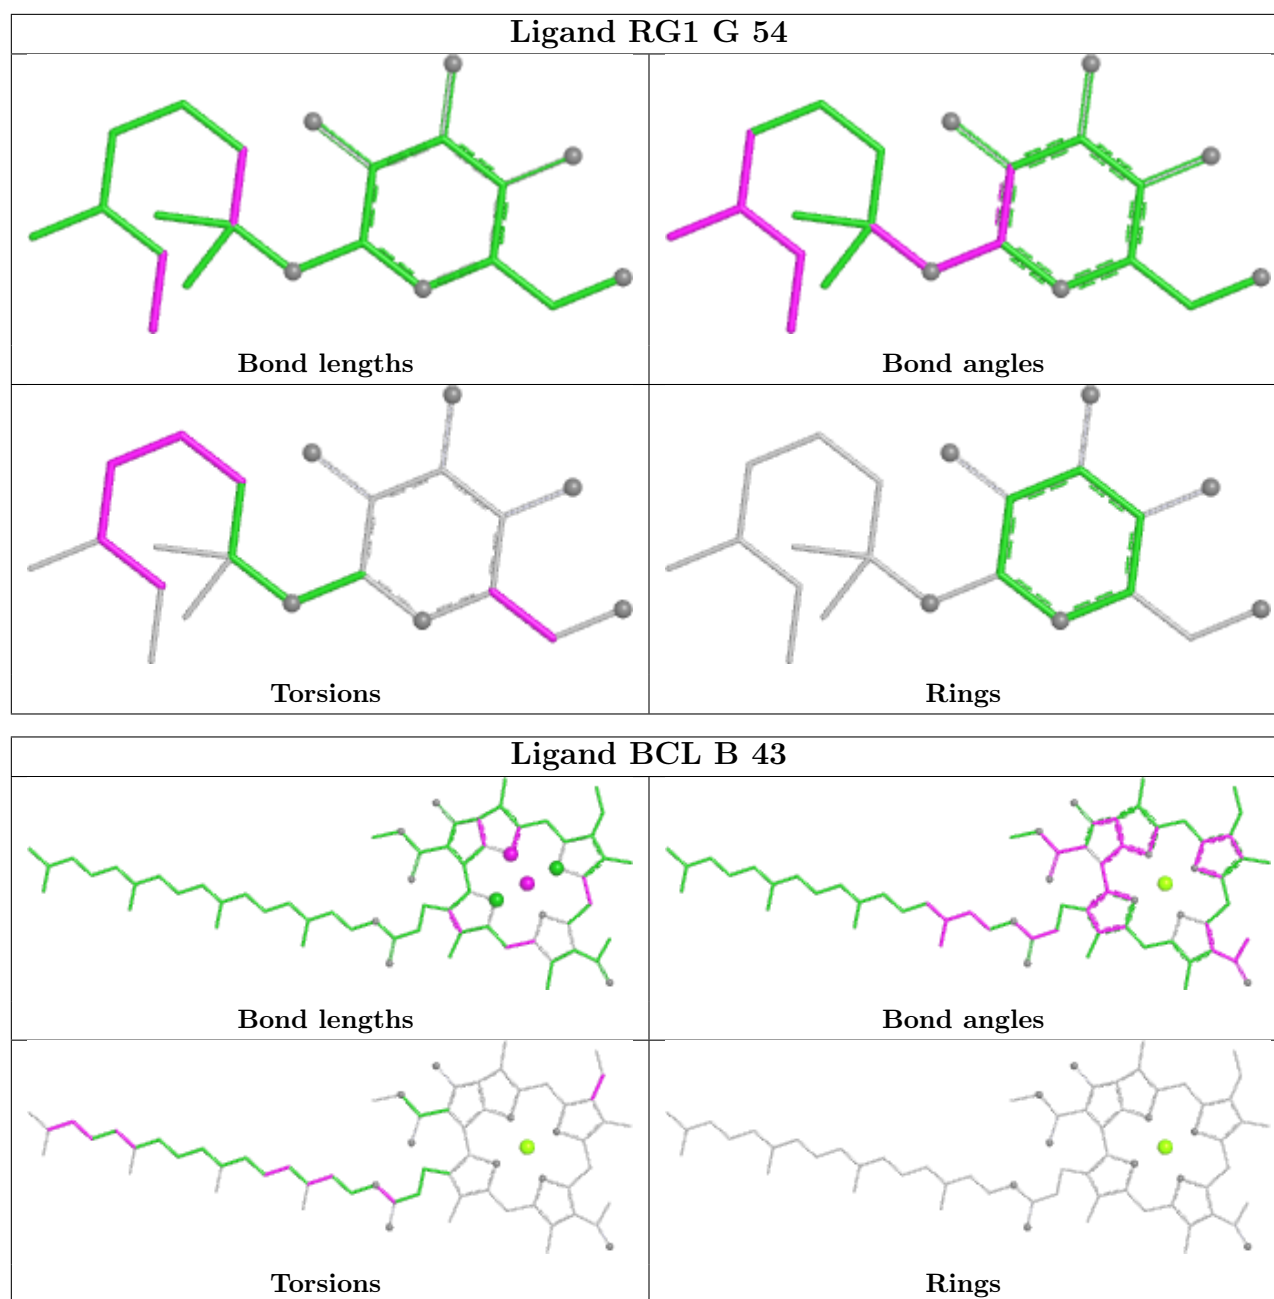 Ligand RG1 G 54
Bond lengths
Bond angles
Torsions
Rings
Ligand BCL B 43
Bond lengths
Bond angles
Torsions
Rings